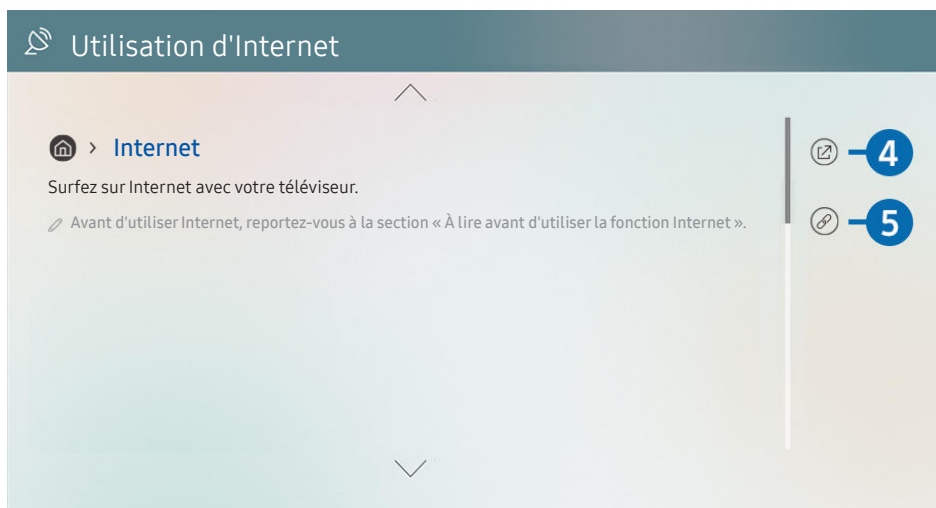 Utilisation d'Internet
> Internet
4
Surfez sur Internet avec votre téléviseur.
Avant d'utiliser Internet, reportez-vous à la section « À lire avant d'utiliser la fonction Internet ».
5